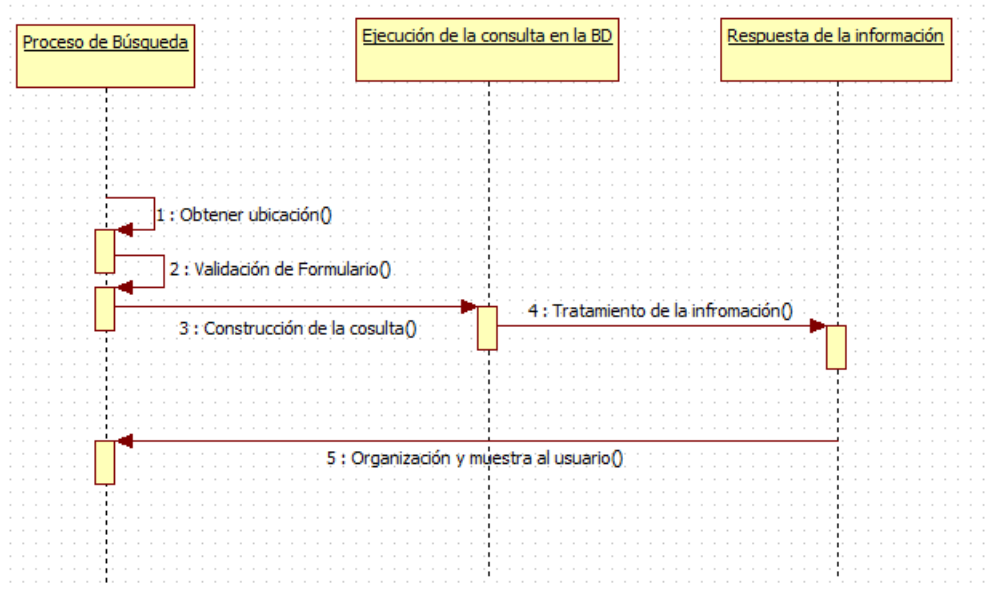 Proceso de Búsqueda
Ejecución de la consulta en la BD
Respuesta de la información
1 : Obtener ubicación()
2 : Validación de Formulario()
3 : Construcción de la cosulta()
4 : Tratamiento de la infromación()
5 : Organización y muestra al usuario()